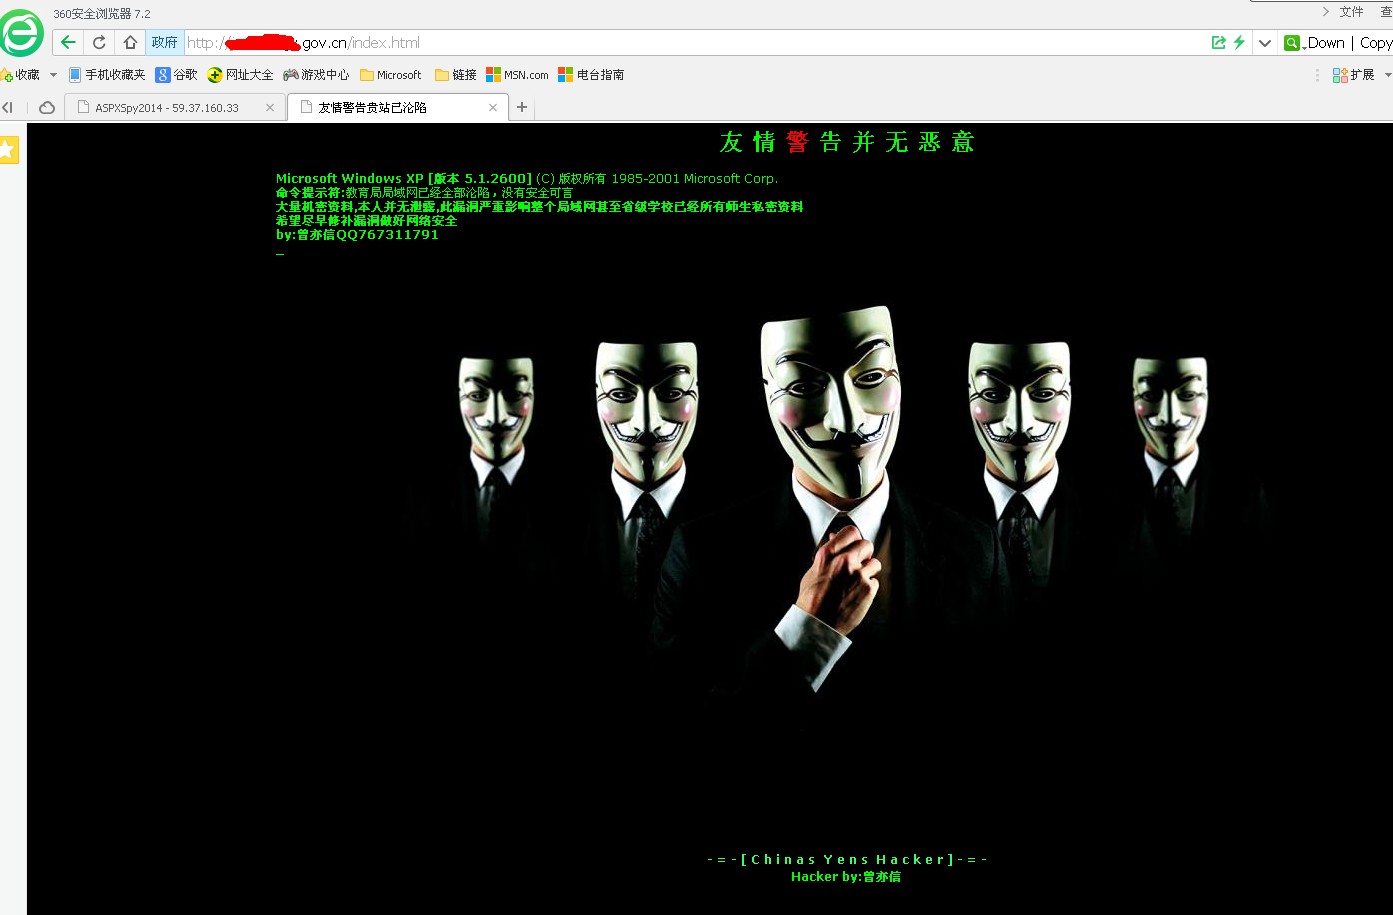 360安全浏览器 7.2
文件
查
政府
http://
.gov.cn/index.html
Down | Copy
收藏
手机收藏夹
谷歌
网址大全
游戏中心
Microsoft
链接
MSN.com
电台指南
扩展
ASPXSpy2014 - 59.37.160.33
友情警告贵站已沦陷
友情警告并无恶意
Microsoft Windows XP [版本 5.1.2600] (C) 版权所有 1985-2001 Microsoft Corp.
命令提示符:教育局局域网已经全部沦陷，没有安全可言
大量机密资料,本人并无泄露,此漏洞严重影响整个局域网甚至省级学校已经所有师生私密资料
希望尽早修补漏洞做好网络安全
by:曾亦信QQ767311791
_
-=-[Chinas Yens Hacker]-=-
Hacker by:曾亦信